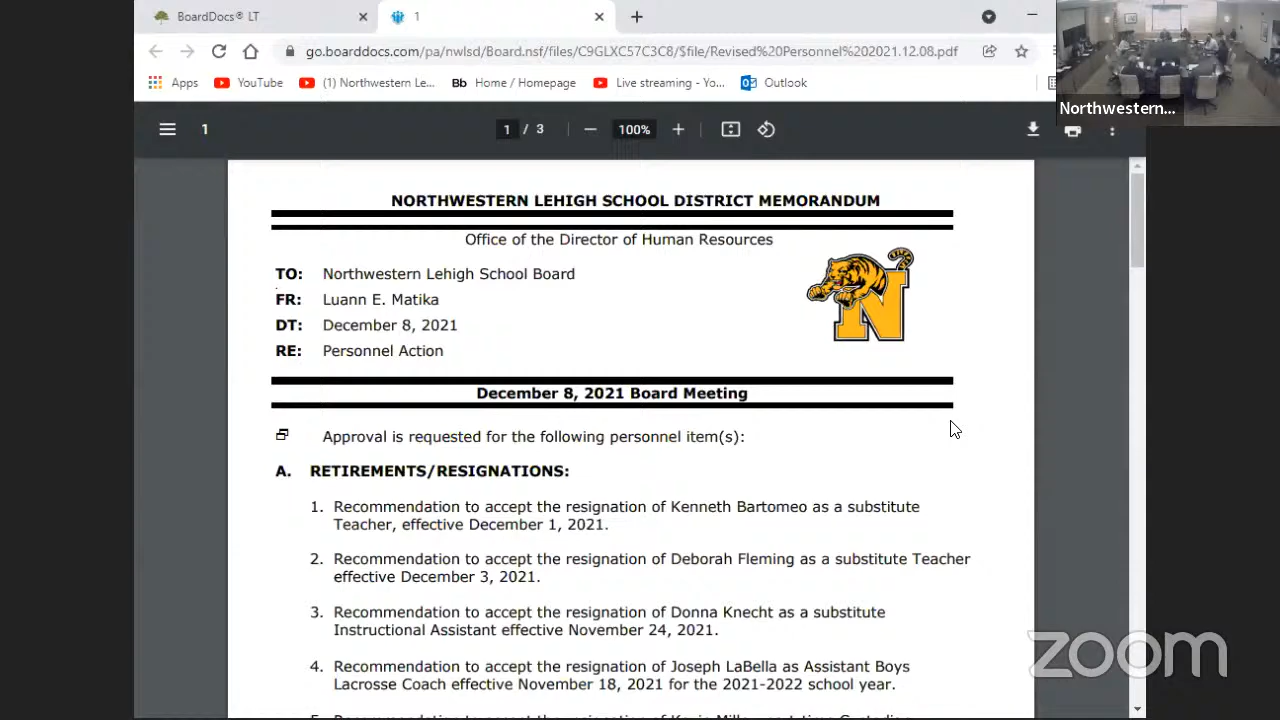 BoardDocs® LT
1
go.boarddocs.com/pa/nwlsd/Board.nsf/files/C9GLXC57C3C8/$file/Revised%20Personnel%202021.12.08.pdf
Apps
YouTube
(1) Northwestern Le...
Bb Home / Homepage
Live streaming - Yo...
Outlook
Northwestern...
1
1 / 3
100%
NORTHWESTERN LEHIGH SCHOOL DISTRICT MEMORANDUM
Office of the Director of Human Resources
TO: Northwestern Lehigh School Board
FR: Luann E. Matika
DT: December 8, 2021
RE: Personnel Action
N
December 8, 2021 Board Meeting
Approval is requested for the following personnel item(s):
A. RETIREMENTS/RESIGNATIONS:
1. Recommendation to accept the resignation of Kenneth Bartomeo as a substitute
Teacher, effective December 1, 2021.
2. Recommendation to accept the resignation of Deborah Fleming as a substitute Teacher
effective December 3, 2021.
3. Recommendation to accept the resignation of Donna Knecht as a substitute
Instructional Assistant effective November 24, 2021.
4. Recommendation to accept the resignation of Joseph LaBella as Assistant Boys
Lacrosse Coach effective November 18, 2021 for the 2021-2022 school year.
zoom